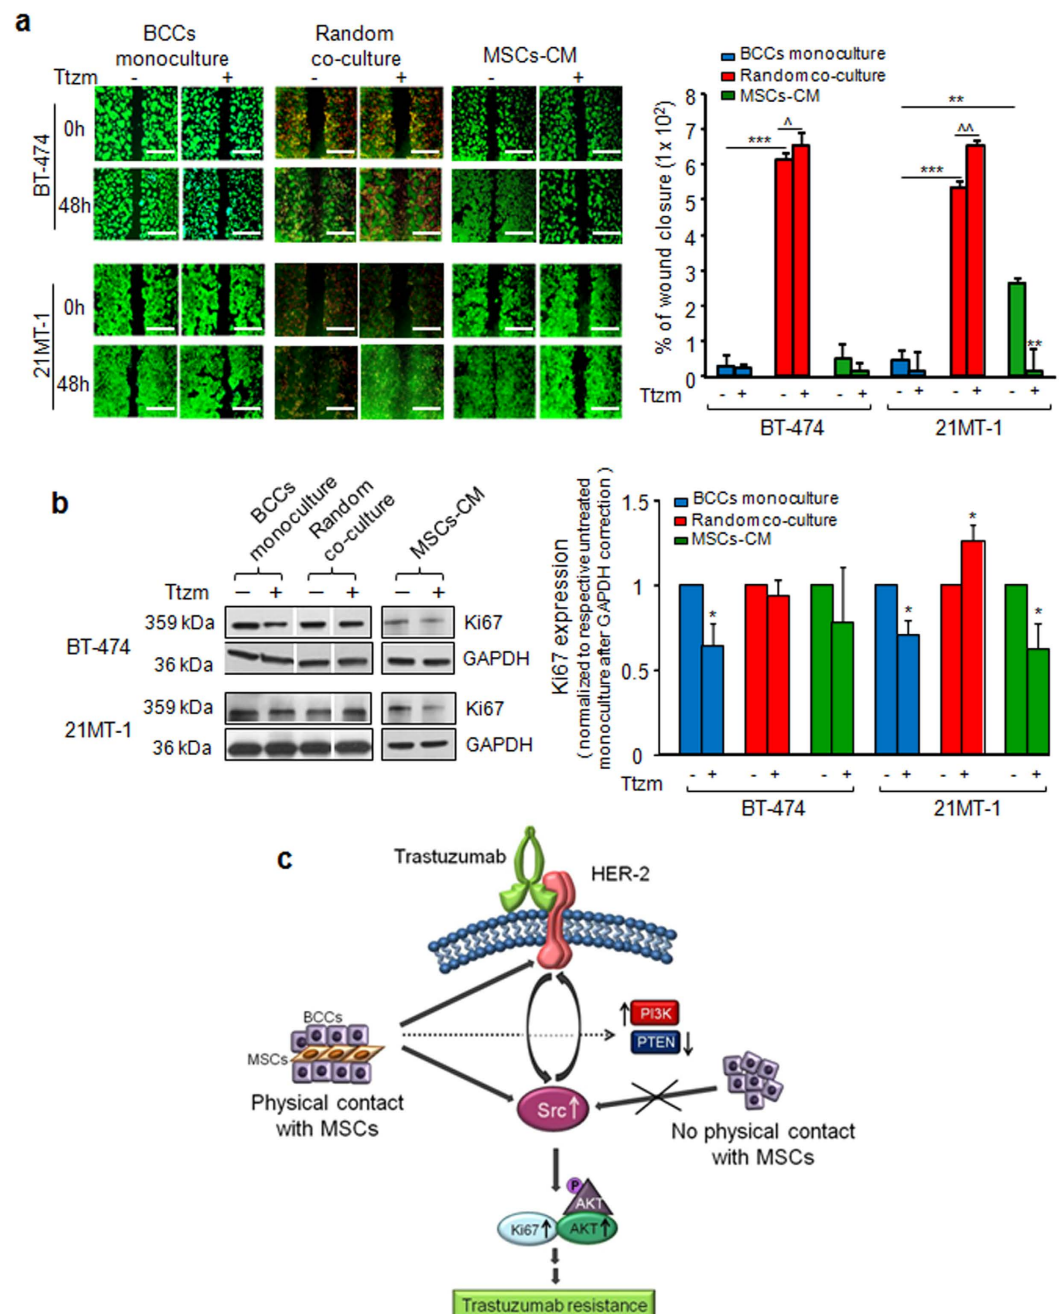 a
BCCs
monoculture
Random
co-culture
MSCs-CM
Ttzm - + - + - +
BT-474
0h
48h
21MT-1
0h
48h
BCCs monoculture
Random co-culture
MSCs-CM
% of wound closure (1 x 10²)
8
7
6
5
4
3
2
1
0
*** ^ *** ^^ ** **
Ttzm - + - + - + - + - + - +
BT-474 21MT-1
b
BCCs
monoculture
Random
co-culture
MSCs-CM
Ttzm – + – + – +
BT-474
359 kDa Ki67
36 kDa GAPDH
21MT-1
359 kDa Ki67
36 kDa GAPDH
Ki67 expression
( normalized to respective untreated
monoculture after GAPDH correction )
BCCs monoculture
Random co-culture
MSCs-CM
1.5
1
0.5
0
* * * *
Ttzm - + - + - + - + - + - +
BT-474 21MT-1
c
Trastuzumab
HER-2
BCCs
MSCs
Physical contact
with MSCs
PI3K
PTEN
Src
No physical contact
with MSCs
P
AKT
Ki67 AKT
Trastuzumab resistance